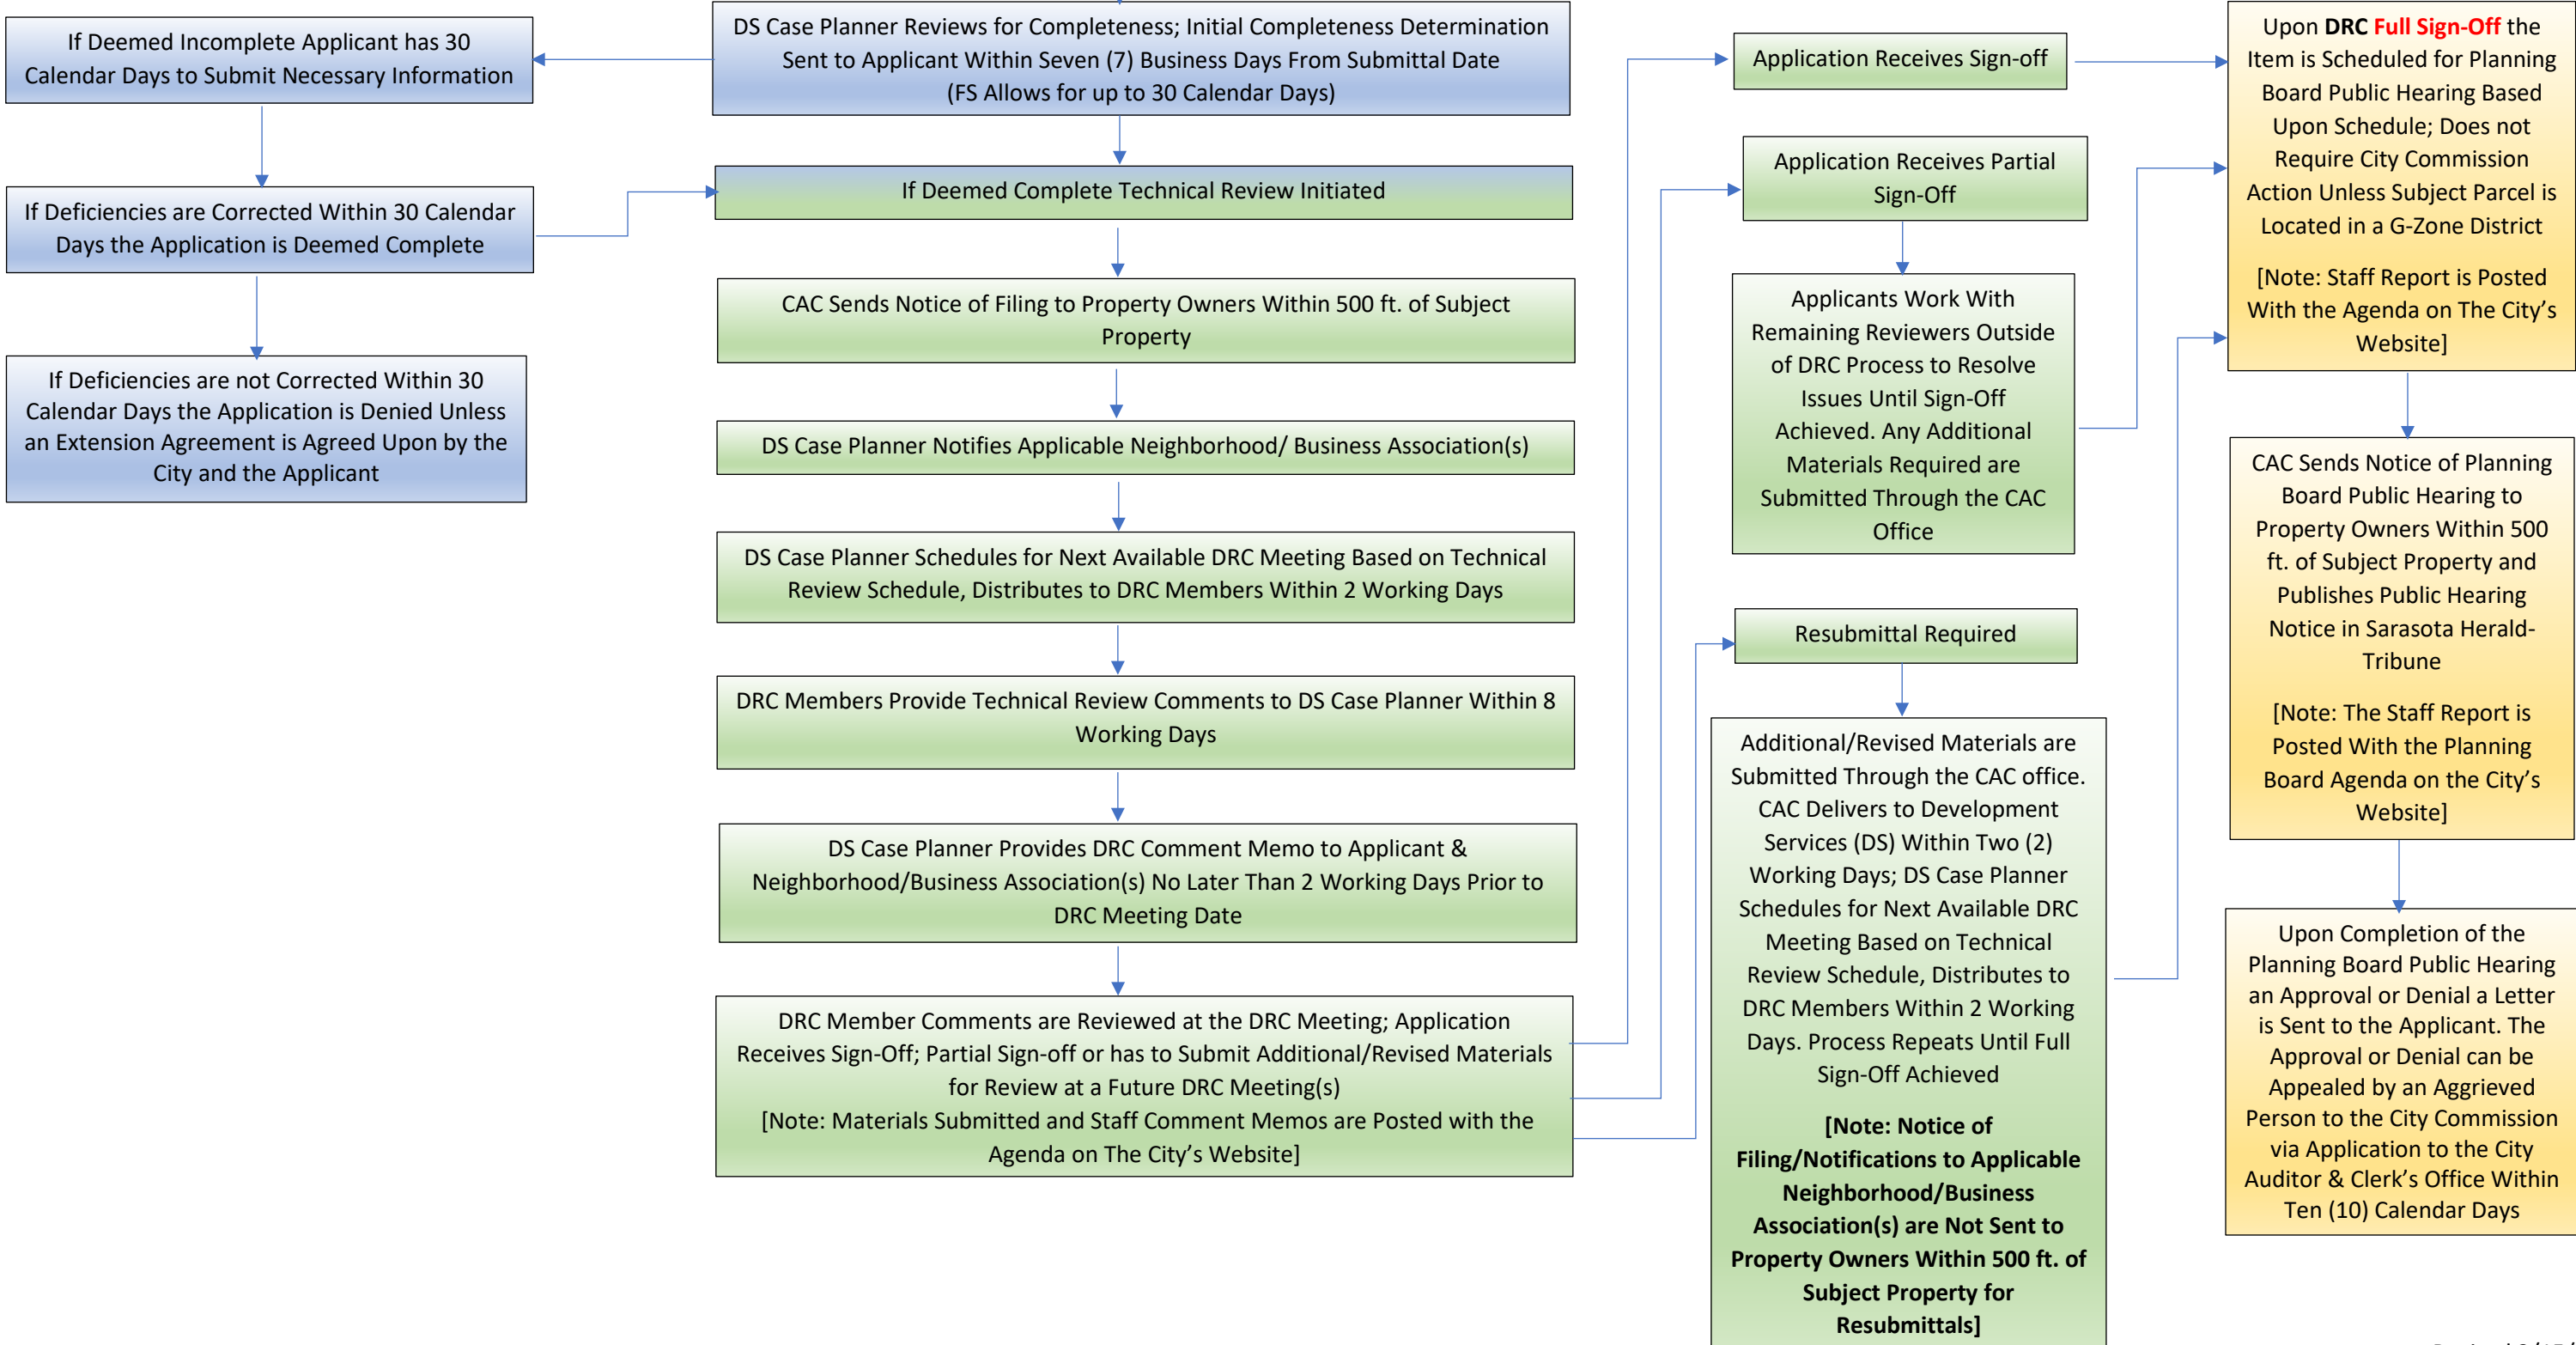 If Deemed Incomplete Applicant has 30
Calendar Days to Submit Necessary Information
If Deficiencies are Corrected Within 30 Calendar
Days the Application is Deemed Complete
If Deficiencies are not Corrected Within 30
Calendar Days the Application is Denied Unless
an Extension Agreement is Agreed Upon by the
City and the Applicant
DS Case Planner Reviews for Completeness; Initial Completeness Determination
Sent to Applicant Within Seven (7) Business Days From Submittal Date
(FS Allows for up to 30 Calendar Days)
If Deemed Complete Technical Review Initiated
CAC Sends Notice of Filing to Property Owners Within 500 ft. of Subject
Property
DS Case Planner Notifies Applicable Neighborhood/ Business Association(s)
DS Case Planner Schedules for Next Available DRC Meeting Based on Technical
Review Schedule, Distributes to DRC Members Within 2 Working Days
DRC Members Provide Technical Review Comments to DS Case Planner Within 8
Working Days
DS Case Planner Provides DRC Comment Memo to Applicant &
Neighborhood/Business Association(s) No Later Than 2 Working Days Prior to
DRC Meeting Date
DRC Member Comments are Reviewed at the DRC Meeting; Application
Receives Sign-Off; Partial Sign-off or has to Submit Additional/Revised Materials
for Review at a Future DRC Meeting(s)
[Note: Materials Submitted and Staff Comment Memos are Posted with the
Agenda on The City's Website]
Application Receives Sign-off
Application Receives Partial
Sign-Off
Applicants Work With
Remaining Reviewers Outside
of DRC Process to Resolve
Issues Until Sign-Off
Achieved. Any Additional
Materials Required are
Submitted Through the CAC
Office
Resubmittal Required
Additional/Revised Materials are
Submitted Through the CAC office.
CAC Delivers to Development
Services (DS) Within Two (2)
Working Days; DS Case Planner
Schedules for Next Available DRC
Meeting Based on Technical
Review Schedule, Distributes to
DRC Members Within 2 Working
Days. Process Repeats Until Full
Sign-Off Achieved
[Note: Notice of
Filing/Notifications to Applicable
Neighborhood/Business
Association(s) are Not Sent to
Property Owners Within 500 ft. of
Subject Property for
Resubmittals]
Upon DRC Full Sign-Off the
Item is Scheduled for Planning
Board Public Hearing Based
Upon Schedule; Does not
Require City Commission
Action Unless Subject Parcel is
Located in a G-Zone District
[Note: Staff Report is Posted
With the Agenda on The City's
Website]
CAC Sends Notice of Planning
Board Public Hearing to
Property Owners Within 500
ft. of Subject Property and
Publishes Public Hearing
Notice in Sarasota Herald-
Tribune
[Note: The Staff Report is
Posted With the Planning
Board Agenda on the City's
Website]
Upon Completion of the
Planning Board Public Hearing
an Approval or Denial a Letter
is Sent to the Applicant. The
Approval or Denial can be
Appealed by an Aggrieved
Person to the City Commission
via Application to the City
Auditor & Clerk's Office Within
Ten (10) Calendar Days